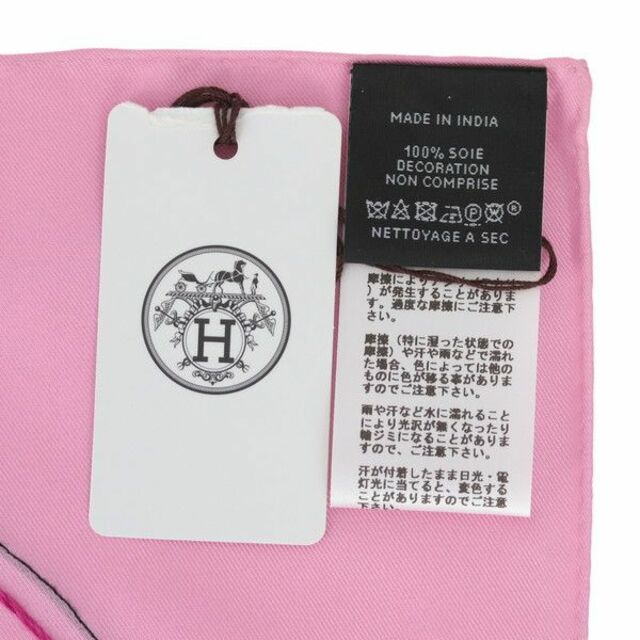 MADE IN INDIA
100% SOIE
DECORATION
NON COMPRISE
P W R
NETTOYAGE A SEC
H
)が発生することがありま
す。過度な摩擦にご注意下
さい。
摩擦(特に湿った状態での
摩擦)や汗や雨などで濡れ
た場合、色によっては他の
ものに色が移る事がありま
すので、ご注意下さい。
雨や汗など水に濡れること
により光沢が無くなったり
輪ジミになることがありま
すので、ご注意下さい。
汗が付着したまま日光・電
灯光に当てると、変色する
ことがありますのでご注意
下さい。